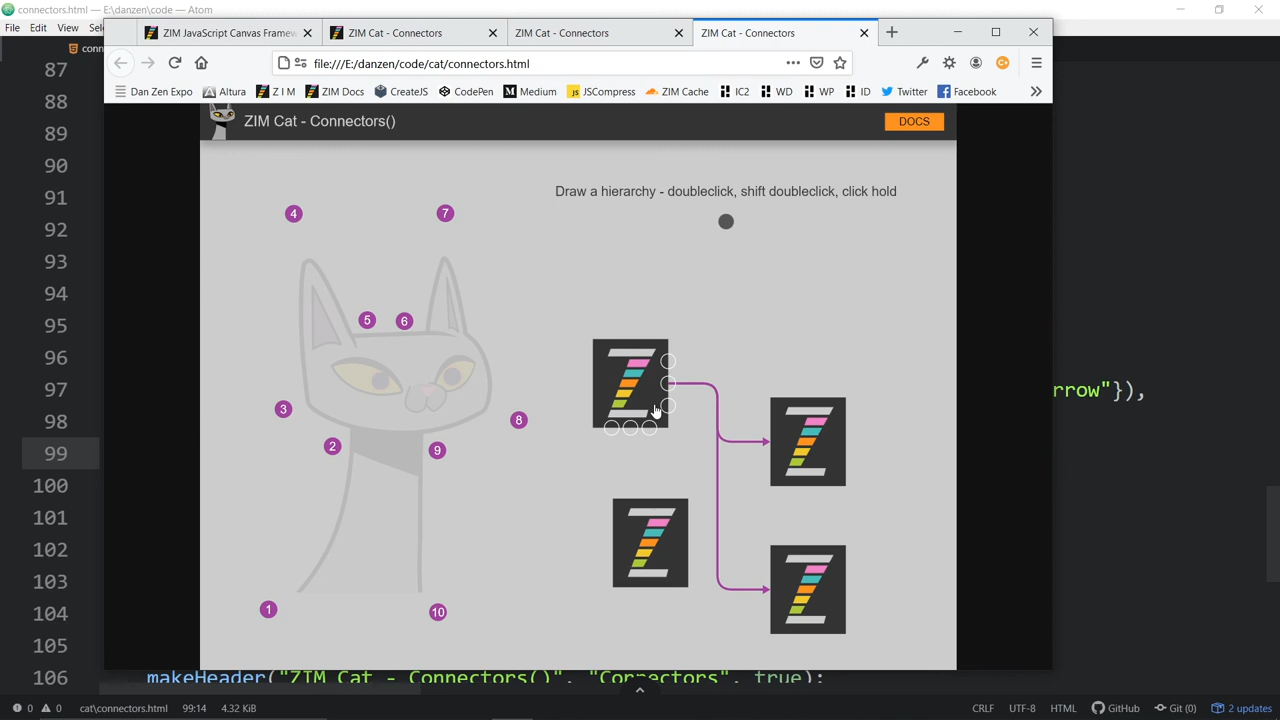 connectors.html — E:\danzen\code — Atom
File Edit View Sel
conn
ZIM JavaScript Canvas Framew
ZIM Cat - Connectors
ZIM Cat - Connectors
ZIM Cat - Connectors
file:///E:/danzen/code/cat/connectors.html
Dan Zen Expo Altura Z I M ZIM Docs CreateJS CodePen Medium JSCompress ZIM Cache IC2 WD WP ID Twitter Facebook
ZIM Cat - Connectors()
DOCS
Draw a hierarchy - doubleclick, shift doubleclick, click hold
4
7
5
6
3
8
2
9
1
10
87
88
89
90
91
92
93
94
95
96
97
rrow"}),
98
99
100
101
102
103
104
105
106
makeHeader("ZIM Cat - Connectors()", "Connectors", true);
0 0 cat\connectors.html 99:14 4.32 KiB
CRLF UTF-8 HTML GitHub Git (0) 2 updates